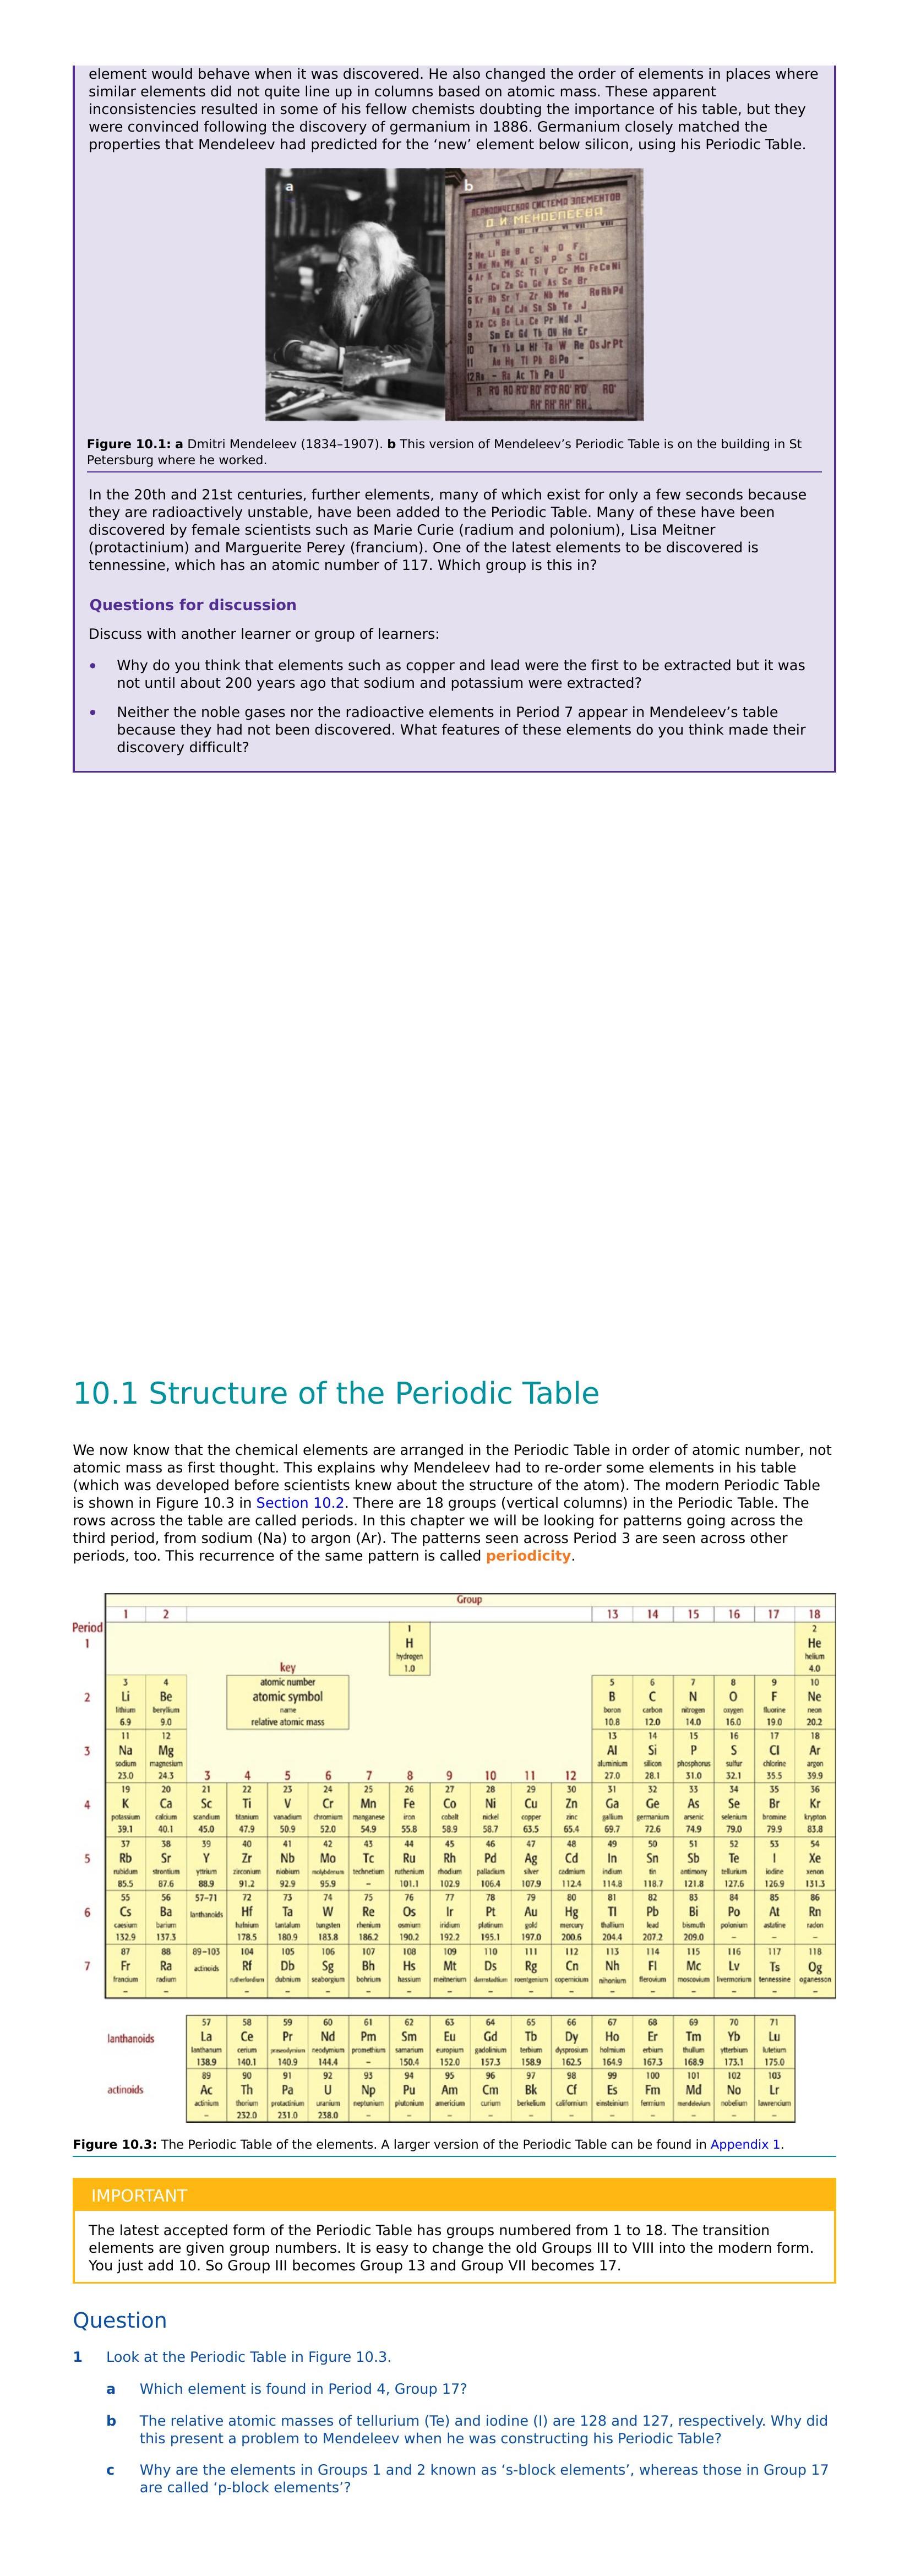 element would behave when it was discovered. He also changed the order of elements in places where
similar elements did not quite line up in columns based on atomic mass. These apparent
inconsistencies resulted in some of his fellow chemists doubting the importance of his table, but they
were convinced following the discovery of germanium in 1886. Germanium closely matched the
properties that Mendeleev had predicted for the ‘new’ element below silicon, using his Periodic Table.
a
b
ПЕРІОДИЧЕСКАЯ СИСТЕМА ЭЛЕМЕНТОВ
Д. И. МЕНДЕЛЕЕВА
Figure 10.1: a Dmitri Mendeleev (1834–1907). b This version of Mendeleev’s Periodic Table is on the building in St
Petersburg where he worked.
In the 20th and 21st centuries, further elements, many of which exist for only a few seconds because
they are radioactively unstable, have been added to the Periodic Table. Many of these have been
discovered by female scientists such as Marie Curie (radium and polonium), Lisa Meitner
(protactinium) and Marguerite Perey (francium). One of the latest elements to be discovered is
tennessine, which has an atomic number of 117. Which group is this in?
Questions for discussion
Discuss with another learner or group of learners:
• Why do you think that elements such as copper and lead were the first to be extracted but it was
not until about 200 years ago that sodium and potassium were extracted?
• Neither the noble gases nor the radioactive elements in Period 7 appear in Mendeleev’s table
because they had not been discovered. What features of these elements do you think made their
discovery difficult?
10.1 Structure of the Periodic Table
We now know that the chemical elements are arranged in the Periodic Table in order of atomic number, not
atomic mass as first thought. This explains why Mendeleev had to re-order some elements in his table
(which was developed before scientists knew about the structure of the atom). The modern Periodic Table
is shown in Figure 10.3 in Section 10.2. There are 18 groups (vertical columns) in the Periodic Table. The
rows across the table are called periods. In this chapter we will be looking for patterns going across the
third period, from sodium (Na) to argon (Ar). The patterns seen across Period 3 are seen across other
periods, too. This recurrence of the same pattern is called periodicity.
Group
1 2 13 14 15 16 17 18
Period 1 2
1 H He
hydrogen helium
key 1.0 4.0
3 4 atomic number 5 6 7 8 9 10
2 Li Be atomic symbol B C N O F Ne
lithium beryllium name boron carbon nitrogen oxygen fluorine neon
6.9 9.0 relative atomic mass 10.8 12.0 14.0 16.0 19.0 20.2
11 12 13 14 15 16 17 18
3 Na Mg Al Si P S Cl Ar
sodium magnesium aluminium silicon phosphorus sulfur chlorine argon
23.0 24.3 3 4 5 6 7 8 9 10 11 12 27.0 28.1 31.0 32.1 35.5 39.9
19 20 21 22 23 24 25 26 27 28 29 30 31 32 33 34 35 36
4 K Ca Sc Ti V Cr Mn Fe Co Ni Cu Zn Ga Ge As Se Br Kr
potassium calcium scandium titanium vanadium chromium manganese iron cobalt nickel copper zinc gallium germanium arsenic selenium bromine krypton
39.1 40.1 45.0 47.9 50.9 52.0 54.9 55.8 58.9 58.7 63.5 65.4 69.7 72.6 74.9 79.0 79.9 83.8
37 38 39 40 41 42 43 44 45 46 47 48 49 50 51 52 53 54
5 Rb Sr Y Zr Nb Mo Tc Ru Rh Pd Ag Cd In Sn Sb Te I Xe
rubidium strontium yttrium zirconium niobium molybdenum technetium ruthenium rhodium palladium silver cadmium indium tin antimony tellurium iodine xenon
85.5 87.6 88.9 91.2 92.9 95.9 – 101.1 102.9 106.4 107.9 112.4 114.8 118.7 121.8 127.6 126.9 131.3
55 56 57–71 72 73 74 75 76 77 78 79 80 81 82 83 84 85 86
6 Cs Ba lanthanoids Hf Ta W Re Os Ir Pt Au Hg Tl Pb Bi Po At Rn
caesium barium hafnium tantalum tungsten rhenium osmium iridium platinum gold mercury thallium lead bismuth polonium astatine radon
132.9 137.3 178.5 180.9 183.8 186.2 190.2 192.2 195.1 197.0 200.6 204.4 207.2 209.0 – – –
87 88 89–103 104 105 106 107 108 109 110 111 112 113 114 115 116 117 118
7 Fr Ra actinoids Rf Db Sg Bh Hs Mt Ds Rg Cn Nh Fl Mc Lv Ts Og
francium radium rutherfordium dubnium seaborgium bohrium hassium meitnerium darmstadtium roentgenium copernicium nihonium flerovium moscovium livermorium tennessine oganesson
– – – – – – – – – – – – – – – – –
57 58 59 60 61 62 63 64 65 66 67 68 69 70 71
lanthanoids La Ce Pr Nd Pm Sm Eu Gd Tb Dy Ho Er Tm Yb Lu
lanthanum cerium praseodymium neodymium promethium samarium europium gadolinium terbium dysprosium holmium erbium thulium ytterbium lutetium
138.9 140.1 140.9 144.4 – 150.4 152.0 157.3 158.9 162.5 164.9 167.3 168.9 173.1 175.0
89 90 91 92 93 94 95 96 97 98 99 100 101 102 103
actinoids Ac Th Pa U Np Pu Am Cm Bk Cf Es Fm Md No Lr
actinium thorium protactinium uranium neptunium plutonium americium curium berkelium californium einsteinium fermium mendelevium nobelium lawrencium
– 232.0 231.0 238.0 – – – – – – – – – – –
Figure 10.3: The Periodic Table of the elements. A larger version of the Periodic Table can be found in Appendix 1.
IMPORTANT
The latest accepted form of the Periodic Table has groups numbered from 1 to 18. The transition
elements are given group numbers. It is easy to change the old Groups III to VIII into the modern form.
You just add 10. So Group III becomes Group 13 and Group VII becomes 17.
Question
1 Look at the Periodic Table in Figure 10.3.
a Which element is found in Period 4, Group 17?
b The relative atomic masses of tellurium (Te) and iodine (I) are 128 and 127, respectively. Why did
this present a problem to Mendeleev when he was constructing his Periodic Table?
c Why are the elements in Groups 1 and 2 known as ‘s-block elements’, whereas those in Group 17
are called ‘p-block elements’?